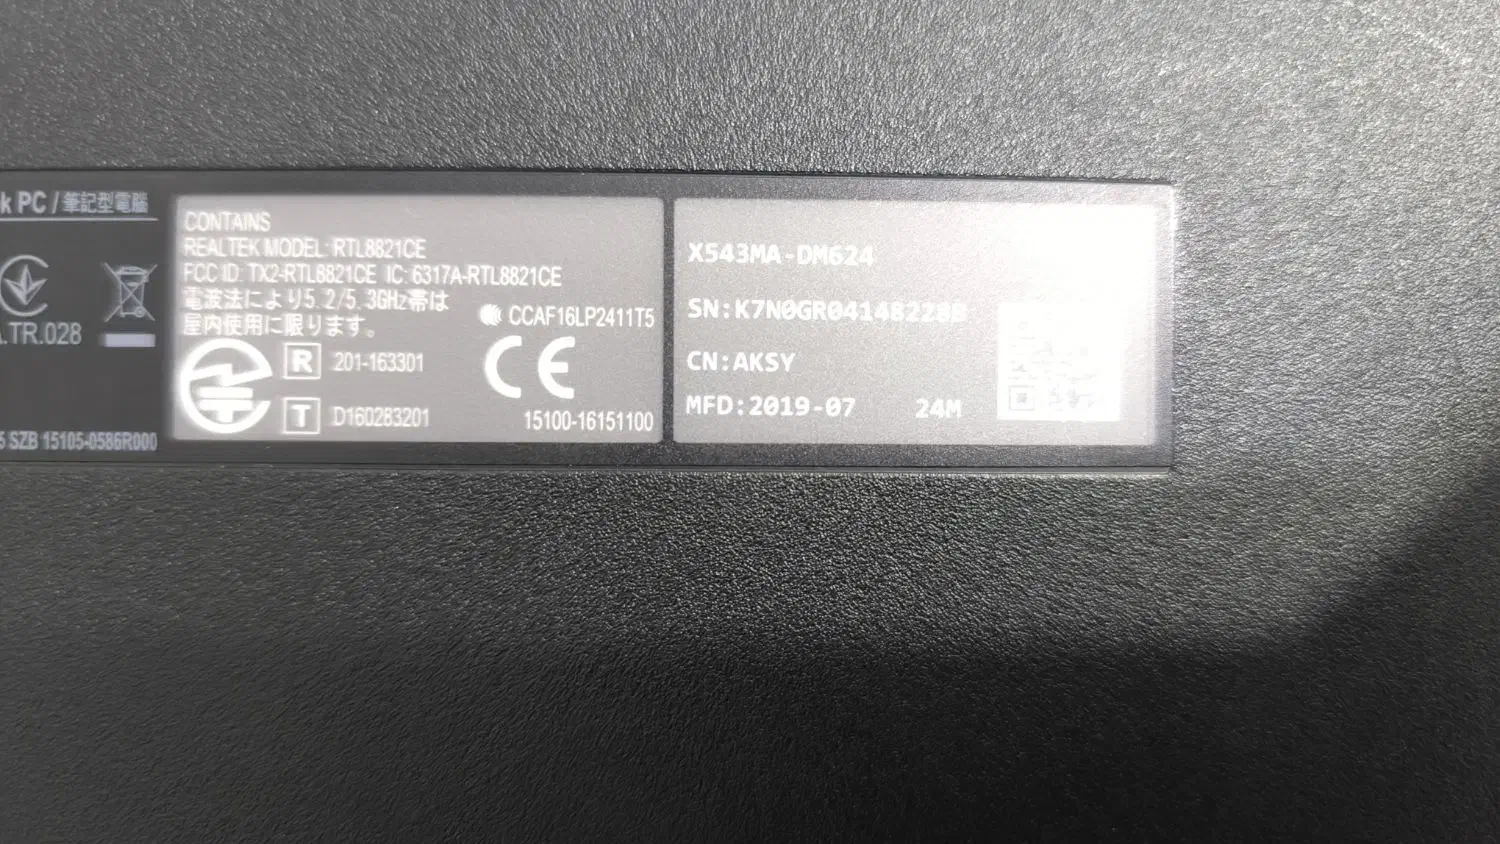 k PC / 筆記型電腦
.TR.028
5 SZB 15105-0586R000
CONTAINS
REALTEK MODEL: RTL8821CE
FCC ID: TX2-RTL8821CE IC: 6317A-RTL8821CE
電波法により5.2/5.3GHz帯は
屋内使用に限ります。
CCAF16LP2411T5
R 201-163301
CE
T D160283201
15100-16151100
X543MA-DM624
SN:
CN:AKSY
MFD:2019-07 24M